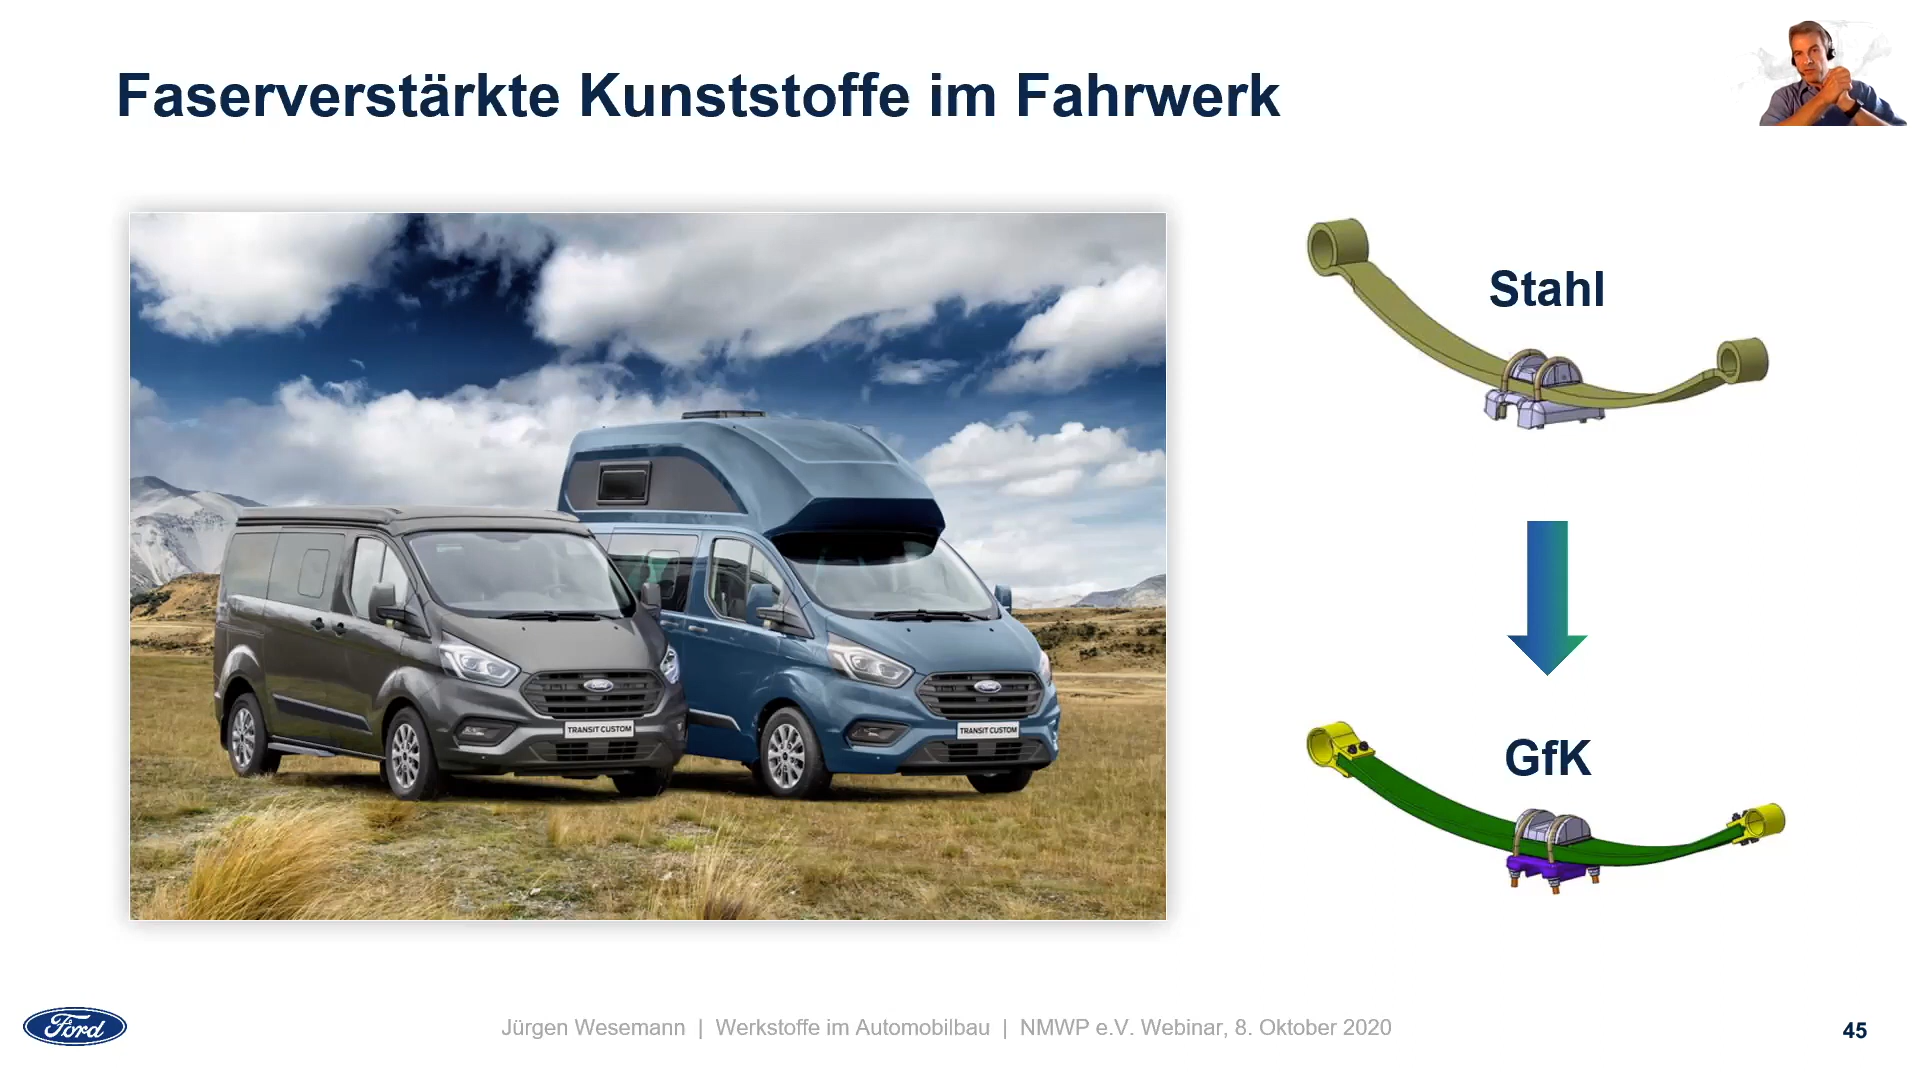 Faserverstärkte Kunststoffe im Fahrwerk
Stahl
TRANSIT CUSTOM
TRANSIT CUSTOM
GfK
Ford
Jürgen Wesemann | Werkstoffe im Automobilbau | NMWP e.V. Webinar, 8. Oktober 2020
45